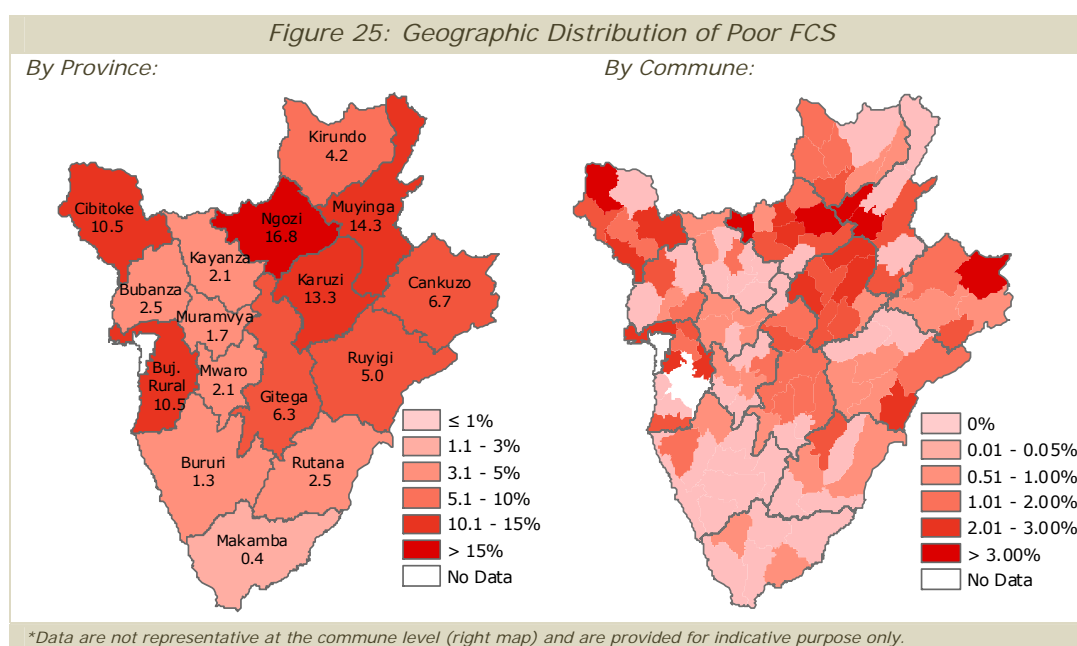 Figure 25: Geographic Distribution of Poor FCS
By Province:
By Commune:
Kirundo
4.2
Cibitoke
10.5
Ngozi
16.8
Muyinga
14.3
Kayanza
2.1
Karuzi
13.3
Cankuzo
6.7
Bubanza
2.5
Muramvya
1.7
Buj.
Rural
10.5
Mwaro
2.1
Ruyigi
5.0
Gitega
6.3
Bururi
1.3
Rutana
2.5
Makamba
0.4
≤ 1%
1.1 - 3%
3.1 - 5%
5.1 - 10%
10.1 - 15%
> 15%
No Data
0%
0.01 - 0.05%
0.51 - 1.00%
1.01 - 2.00%
2.01 - 3.00%
> 3.00%
No Data
*Data are not representative at the commune level (right map) and are provided for indicative purpose only.